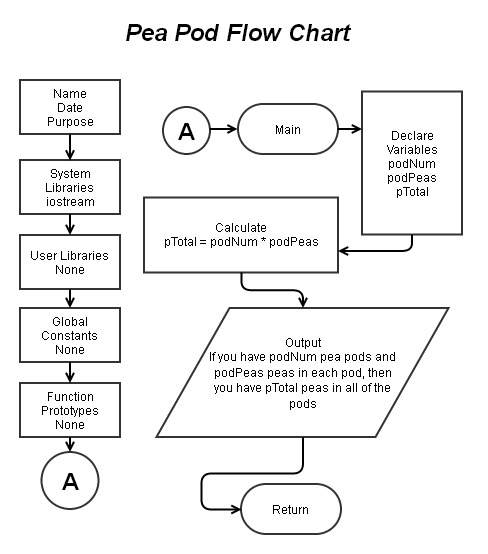 Pea Pod Flow Chart
Name
Date
Purpose
System
Libraries
iostream
User Libraries
None
Global
Constants
None
Function
Prototypes
None
A
A
Main
Declare
Variables
podNum
podPeas
pTotal
Calculate
pTotal = podNum * podPeas
Output
If you have podNum pea pods and
podPeas peas in each pod, then
you have pTotal peas in all of the
pods
Return